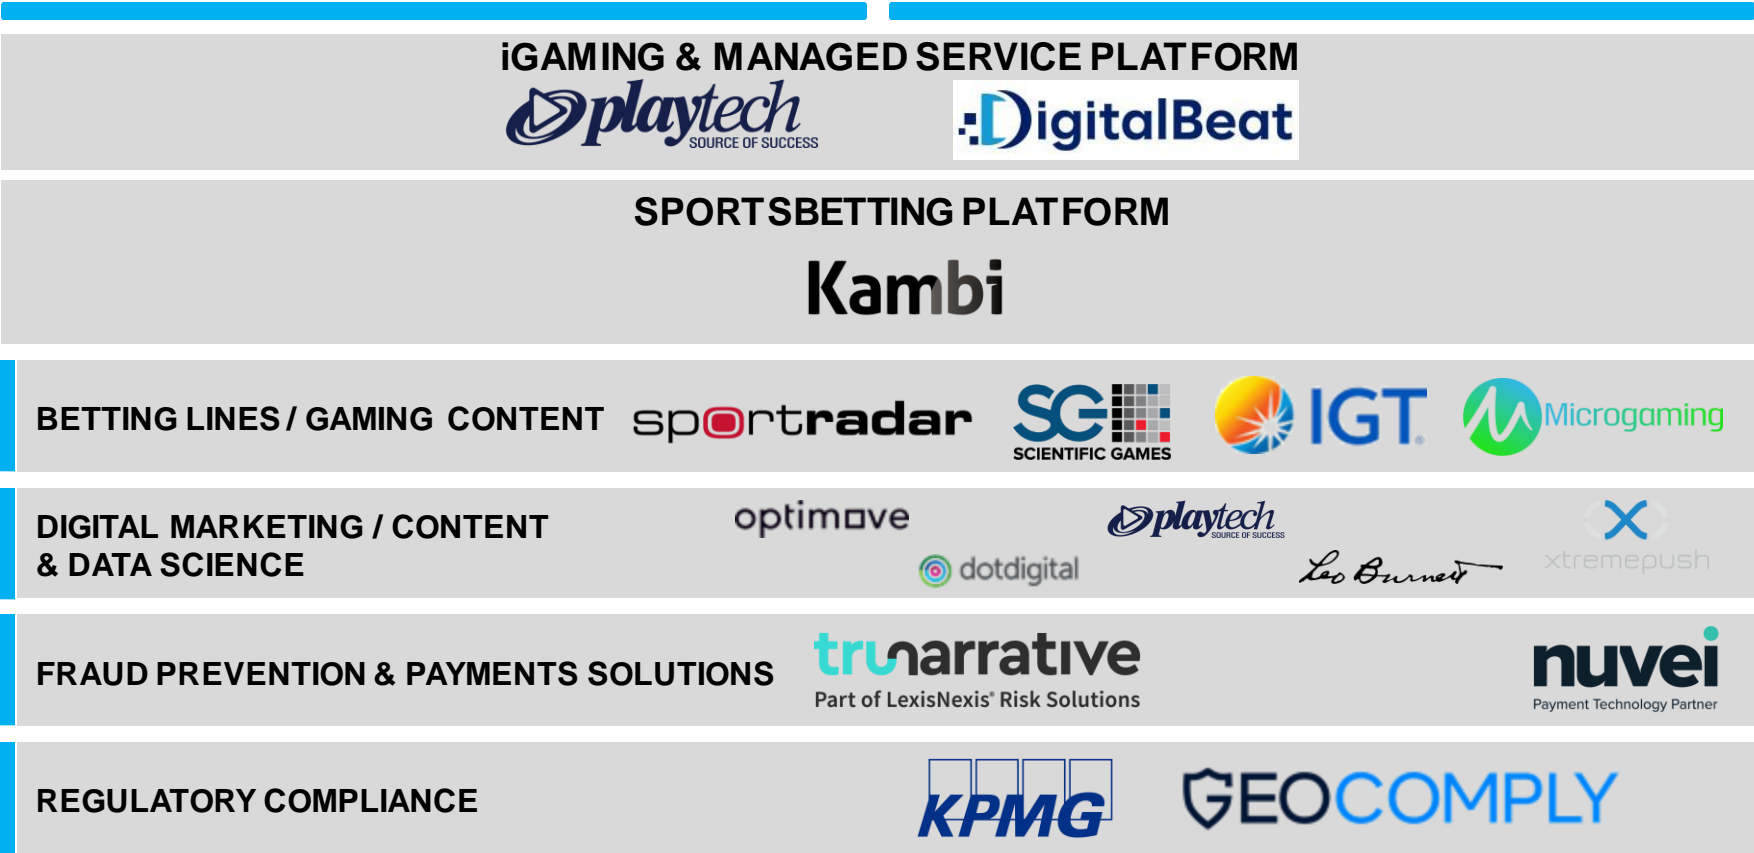 iGAMING & MANAGED SERVICE PLATFORM
playtech
SOURCE OF SUCCESS
DigitalBeat
SPORTSBETTING PLATFORM
Kambi
BETTING LINES / GAMING CONTENT
sportradar
SG
SCIENTIFIC GAMES
IGT
Microgaming
DIGITAL MARKETING / CONTENT
& DATA SCIENCE
optimove
dotdigital
playtech
SOURCE OF SUCCESS
Leo Burnett
xtremepush
FRAUD PREVENTION & PAYMENTS SOLUTIONS
trunarrative
Part of LexisNexis® Risk Solutions
nuvei
Payment Technology Partner
REGULATORY COMPLIANCE
KPMG
GEOCOMPLY